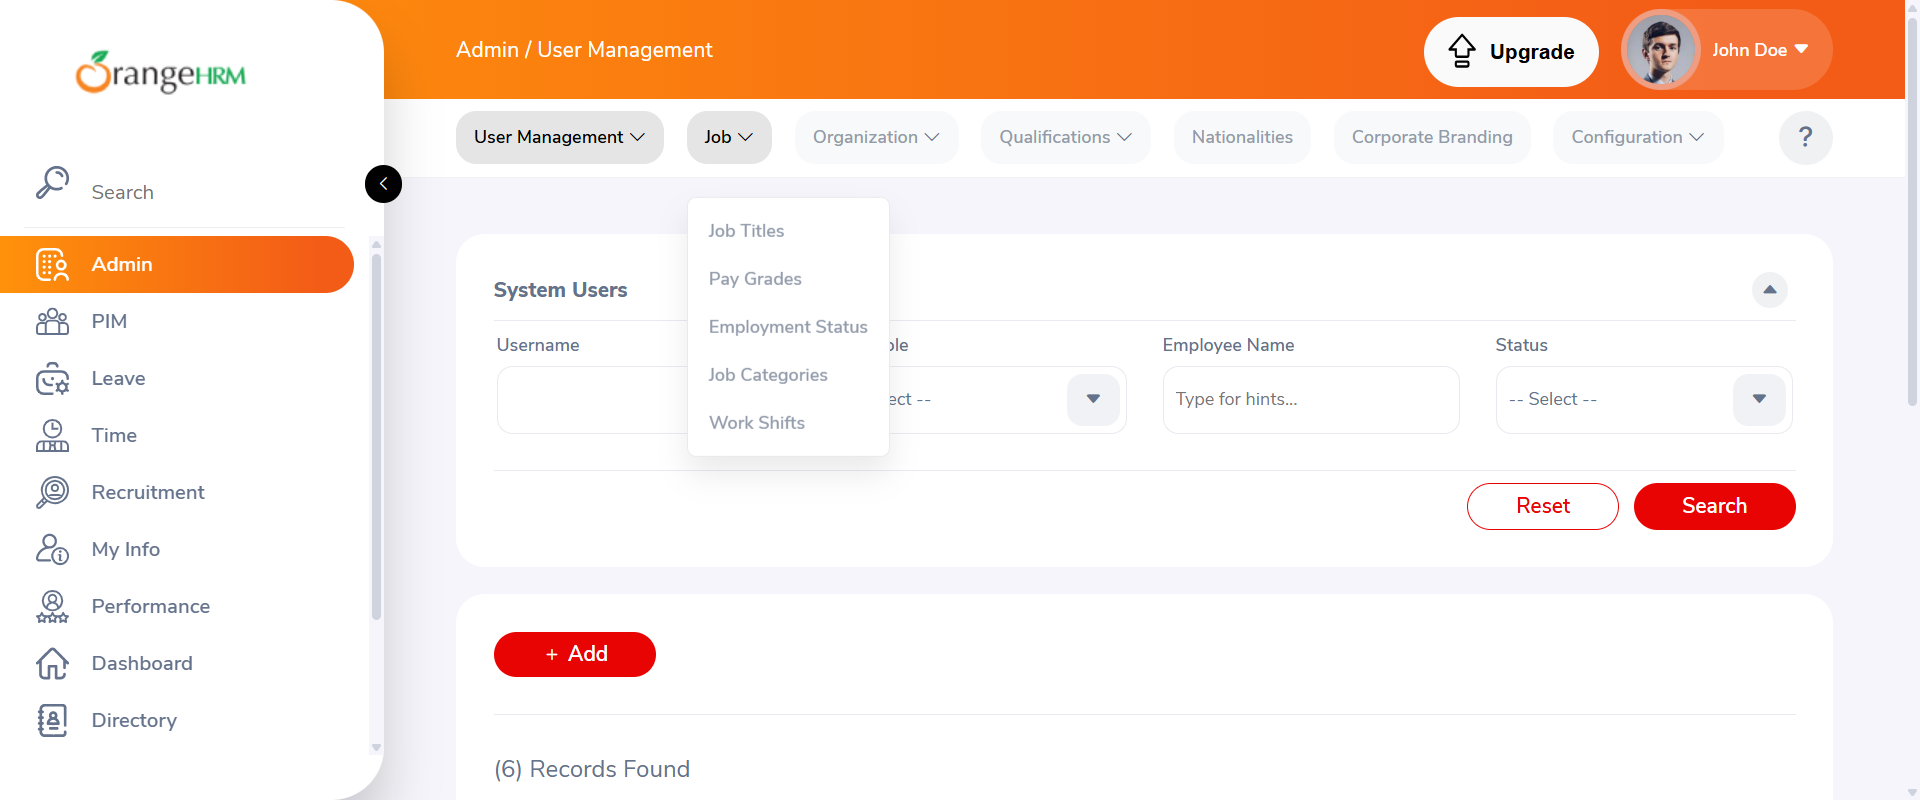 OrangeHRM
Admin / User Management
Upgrade
John Doe
User Management
Job
Organization
Qualifications
Nationalities
Corporate Branding
Configuration
?
Search
Admin
PIM
Leave
Time
Recruitment
My Info
Performance
Dashboard
Directory
Job Titles
Pay Grades
Employment Status
Job Categories
Work Shifts
System Users
Username
ole
Employee Name
Status
ect --
Type for hints...
-- Select --
Reset
Search
+ Add
(6) Records Found